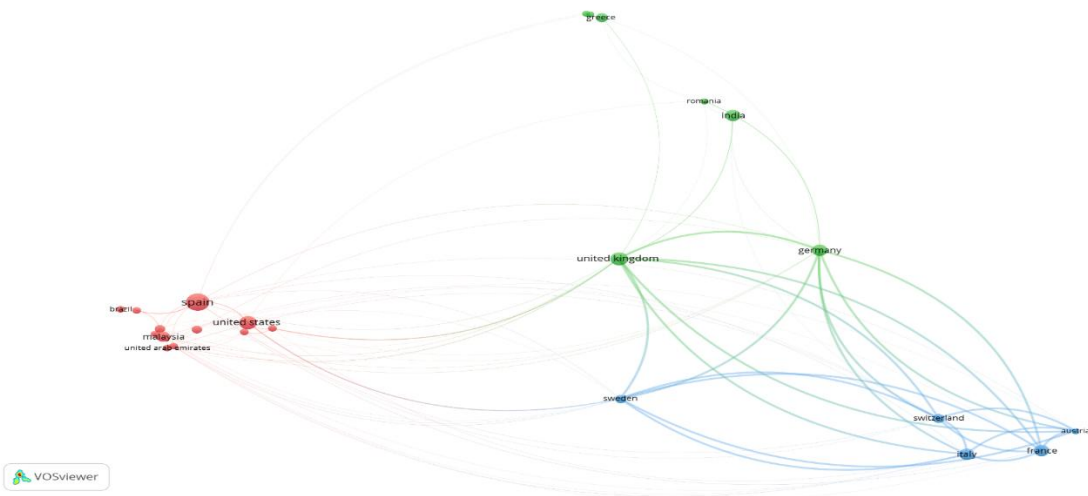 greece
romania
india
united kingdom
germany
spain
brazil
united states
malaysia
united arab emirates
sweden
switzerland
austria
italy
france
VOSviewer